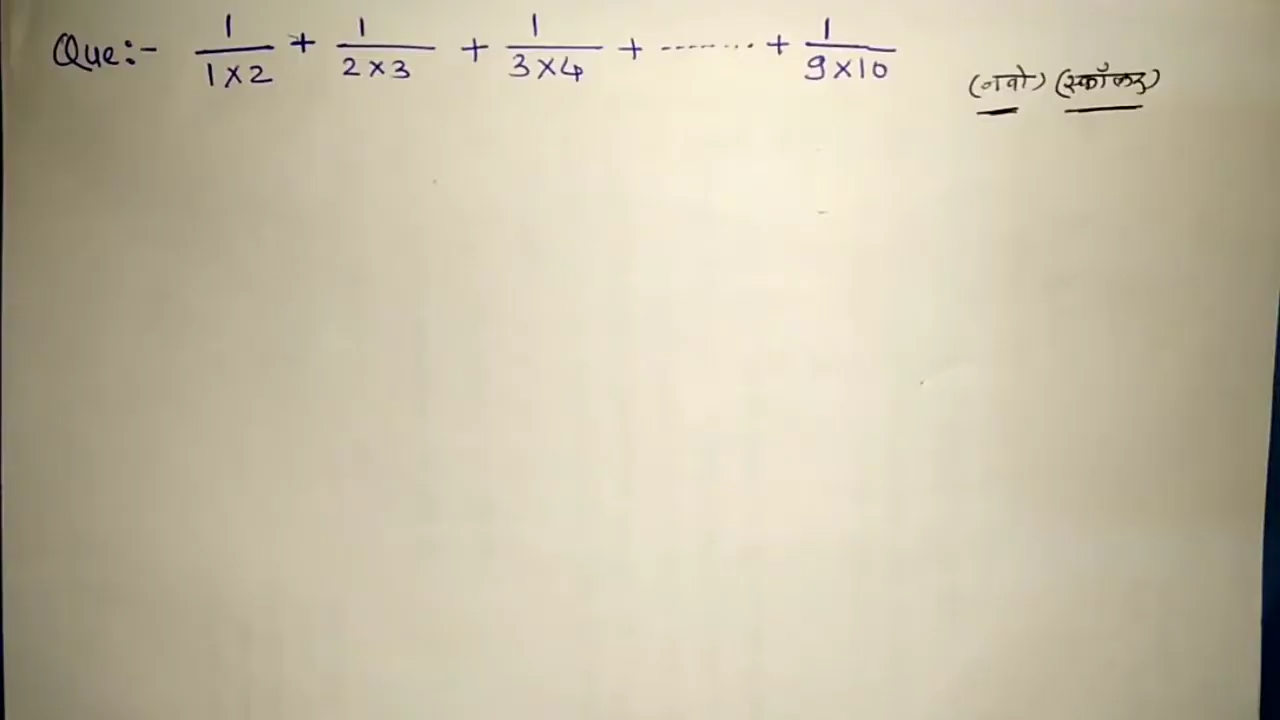 Que:- 1/1×2 + 1/2×3 + 1/3×4 + ........ + 1/9×10 (नवो) (स्कॉलर)